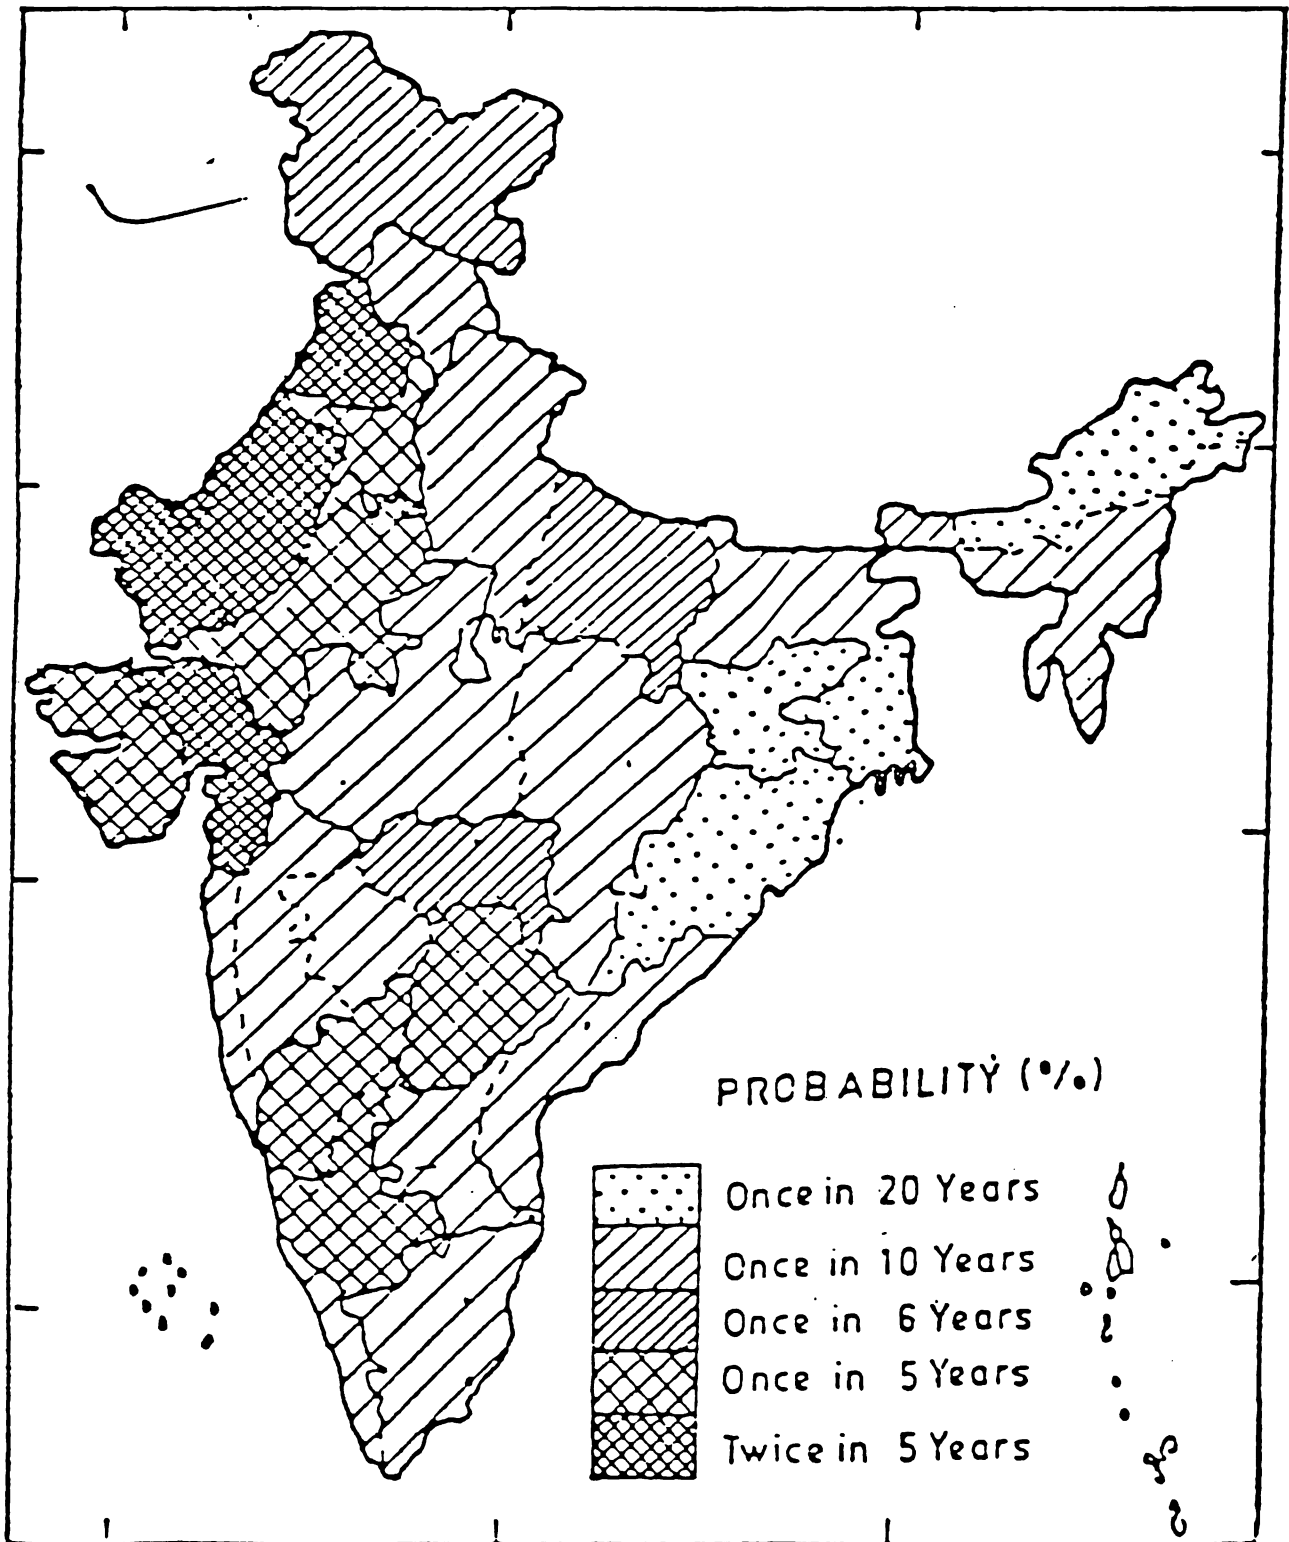 PROBABILITY (%)
Once in 20 Years
Once in 10 Years
Once in 6 Years
Once in 5 Years
Twice in 5 Years